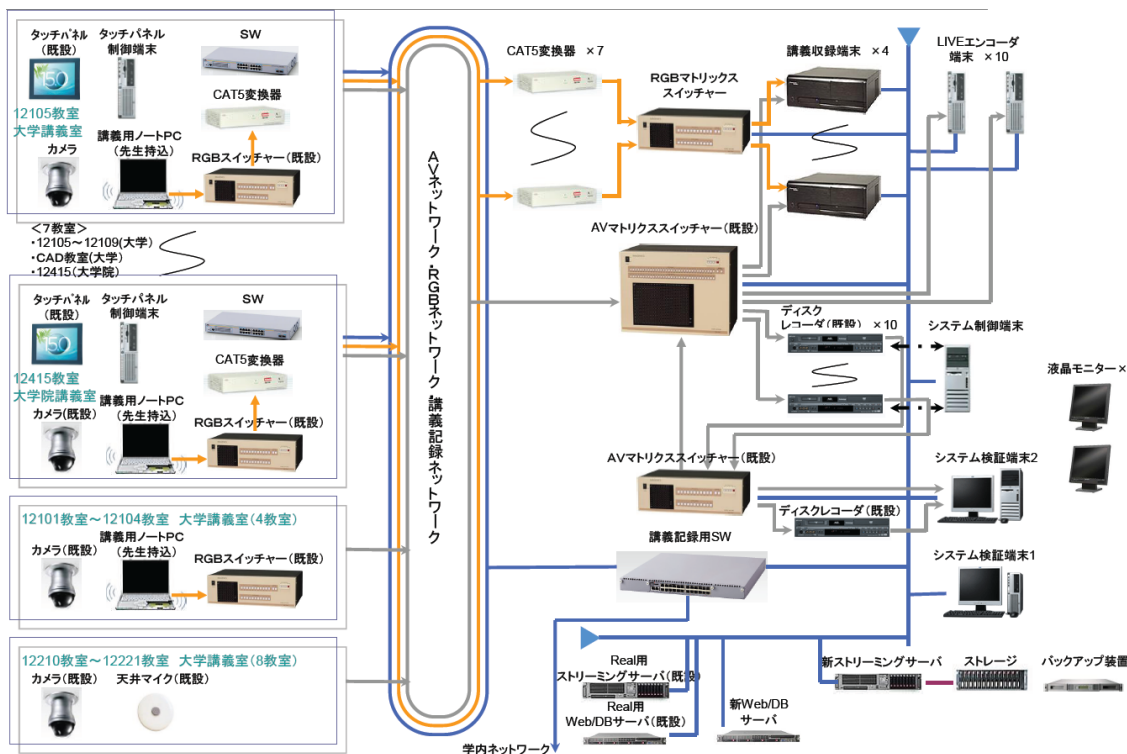 タッチパネル
(既設)
タッチパネル
制御端末
SW
150
12105教室
大学講義室
CAT5変換器
カメラ
講義用ノートPC
(先生持込)
RGBスイッチャー(既設)
<7教室>
・12105~12109(大学)
・CAD教室(大学)
・12415(大学院)
タッチパネル
(既設)
タッチパネル
制御端末
SW
150
12415教室
大学院講義室
CAT5変換器
カメラ(既設)
講義用ノートPC
(先生持込)
RGBスイッチャー(既設)
12101教室~12104教室 大学講義室(4教室)
カメラ(既設)
講義用ノートPC
(先生持込)
RGBスイッチャー(既設)
12210教室~12221教室 大学講義室(8教室)
カメラ(既設)
天井マイク(既設)
AVネットワーク・RGBネットワーク・講義記録ネットワーク
CAT5変換器 ×7
RGBマトリックス
スイッチャー
講義収録端末 ×4
LIVEエンコーダ
端末 ×10
AVマトリクススイッチャー(既設)
ディスク
レコーダ(既設) ×10
システム制御端末
液晶モニター×
AVマトリクススイッチャー(既設)
システム検証端末2
ディスクレコーダ(既設)
講義記録用SW
システム検証端末1
Real用
ストリーミングサーバ(既設)
Real用
Web/DBサーバ(既設)
新Web/DB
サーバ
新ストリーミングサーバ
ストレージ
バックアップ装置
学内ネットワーク